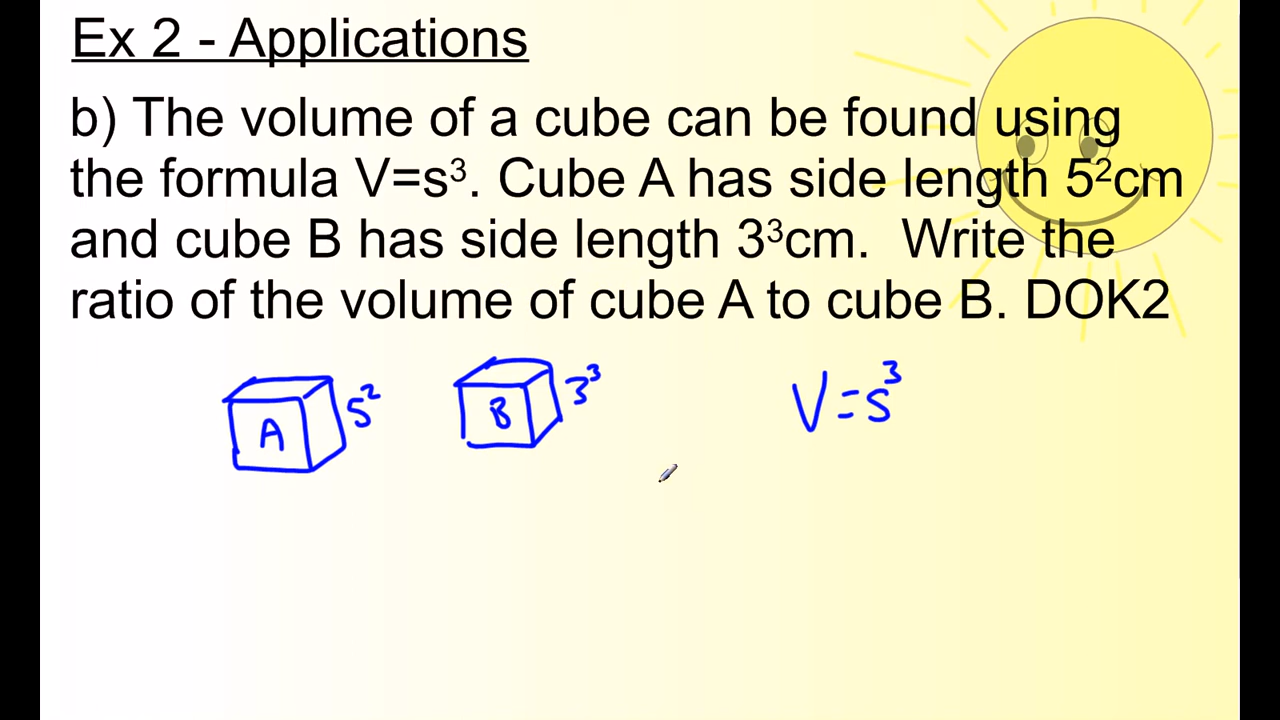 Ex 2 - Applications
b) The volume of a cube can be found using
the formula V=s³. Cube A has side length 5²cm
and cube B has side length 3³cm.  Write the
ratio of the volume of cube A to cube B. DOK2
A 5² B 3³ V=s³